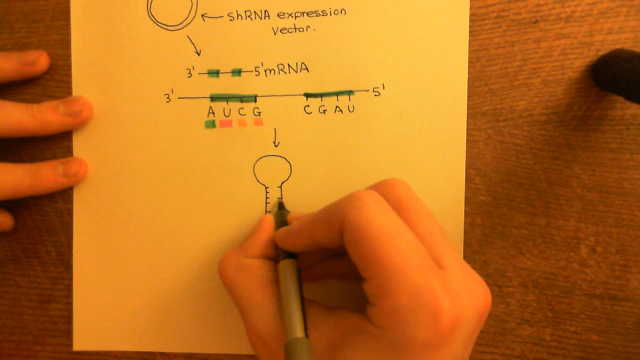 shRNA expression
vector.
3' 5' mRNA
3' 5'
A U C G C G A U